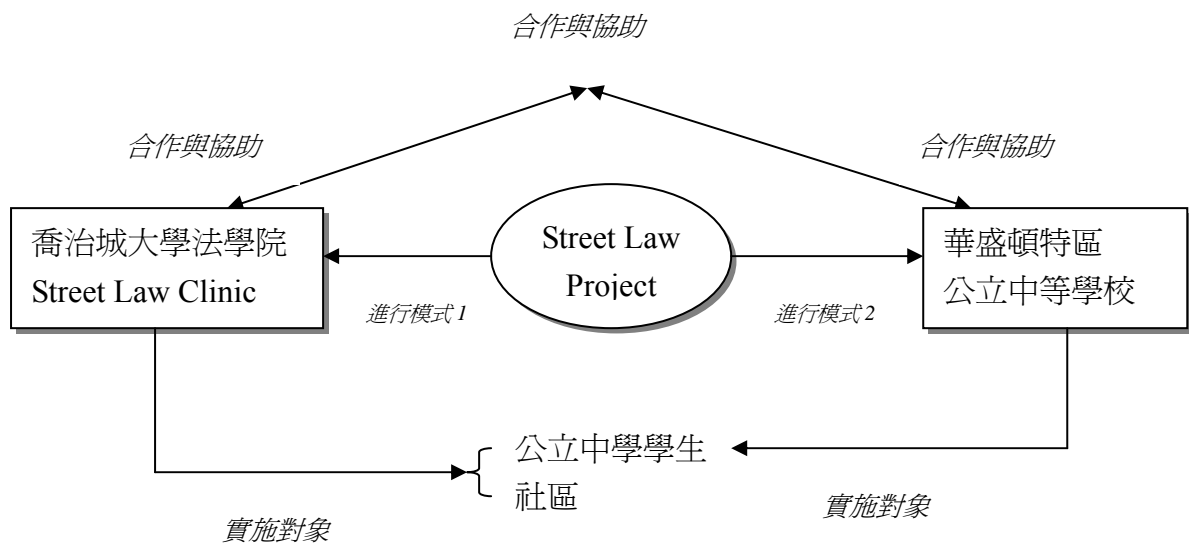 合作與協助
合作與協助
合作與協助
喬治城大學法學院
Street Law Clinic
Street Law
Project
華盛頓特區
公立中等學校
進行模式 1
進行模式 2
公立中學學生
社區
實施對象
實施對象